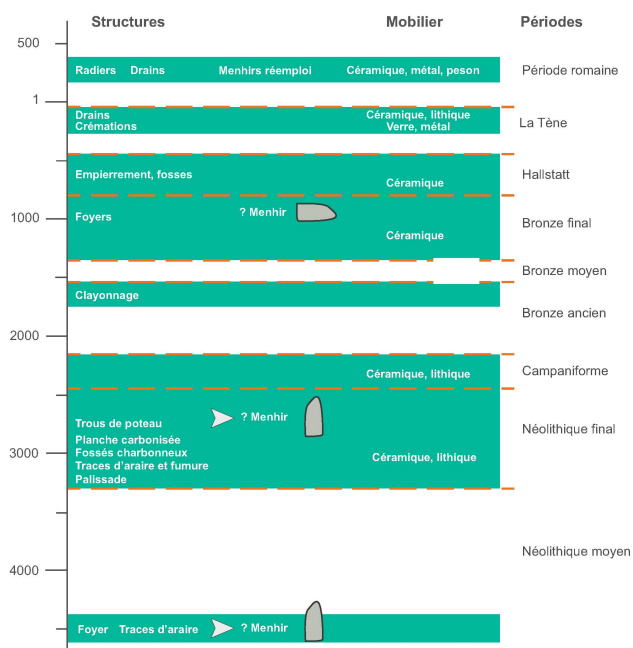 Structures Mobilier Périodes
500
Radiers Drains Menhirs réemploi Céramique, métal, peson Période romaine
1
Drains Céramique, lithique
Crémations Verre, métal La Tène
Empierrement, fosses Hallstatt
Céramique
Foyers ? Menhir
1000 Bronze final
Céramique
Bronze moyen
Clayonnage
Bronze ancien
2000
Céramique, lithique Campaniforme
Trous de poteau ? Menhir Néolithique final
Planche carbonisée
Fossés charbonneux
3000 Céramique, lithique
Traces d'araire et fumure
Palissade
Néolithique moyen
4000
Foyer Traces d'araire ? Menhir